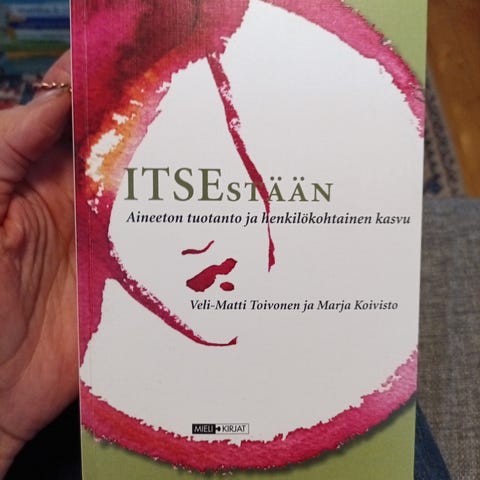 ITSESTÄÄN
Aineeton tuotanto ja henkilökohtainen kasvu
Veli-Matti Toivonen ja Marja Koivisto
MIELI KIRJAT